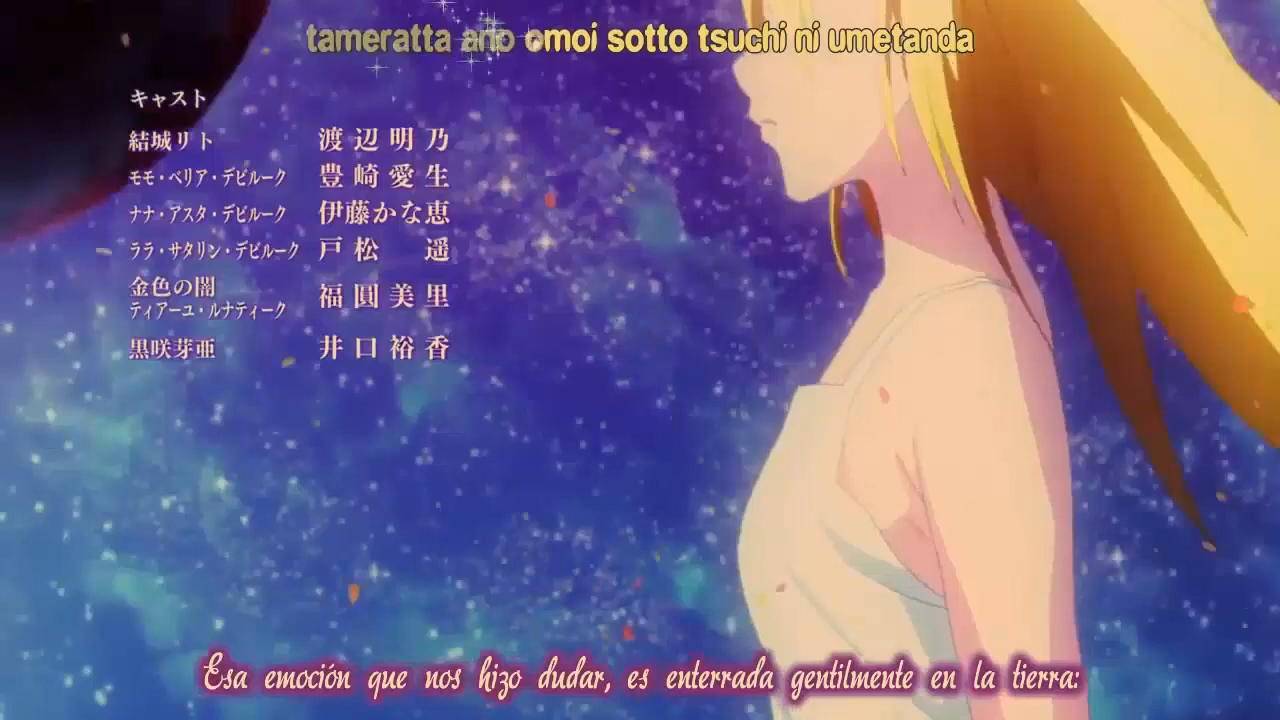 tameratta ano omoi sotto tsuchi ni umetanda
キャスト
結城リト 渡辺明乃
モモ・ベリア・デビルーク 豊崎愛生
ナナ・アスタ・デビルーク 伊藤かな恵
ララ・サタリン・デビルーク 戸松 遥
金色の闇
ティアーユ・ルナティーク 福圓美里
黒咲芽亜 井口裕香
Esa emoción que nos hizo dudar, es enterrada gentilmente en la tierra: